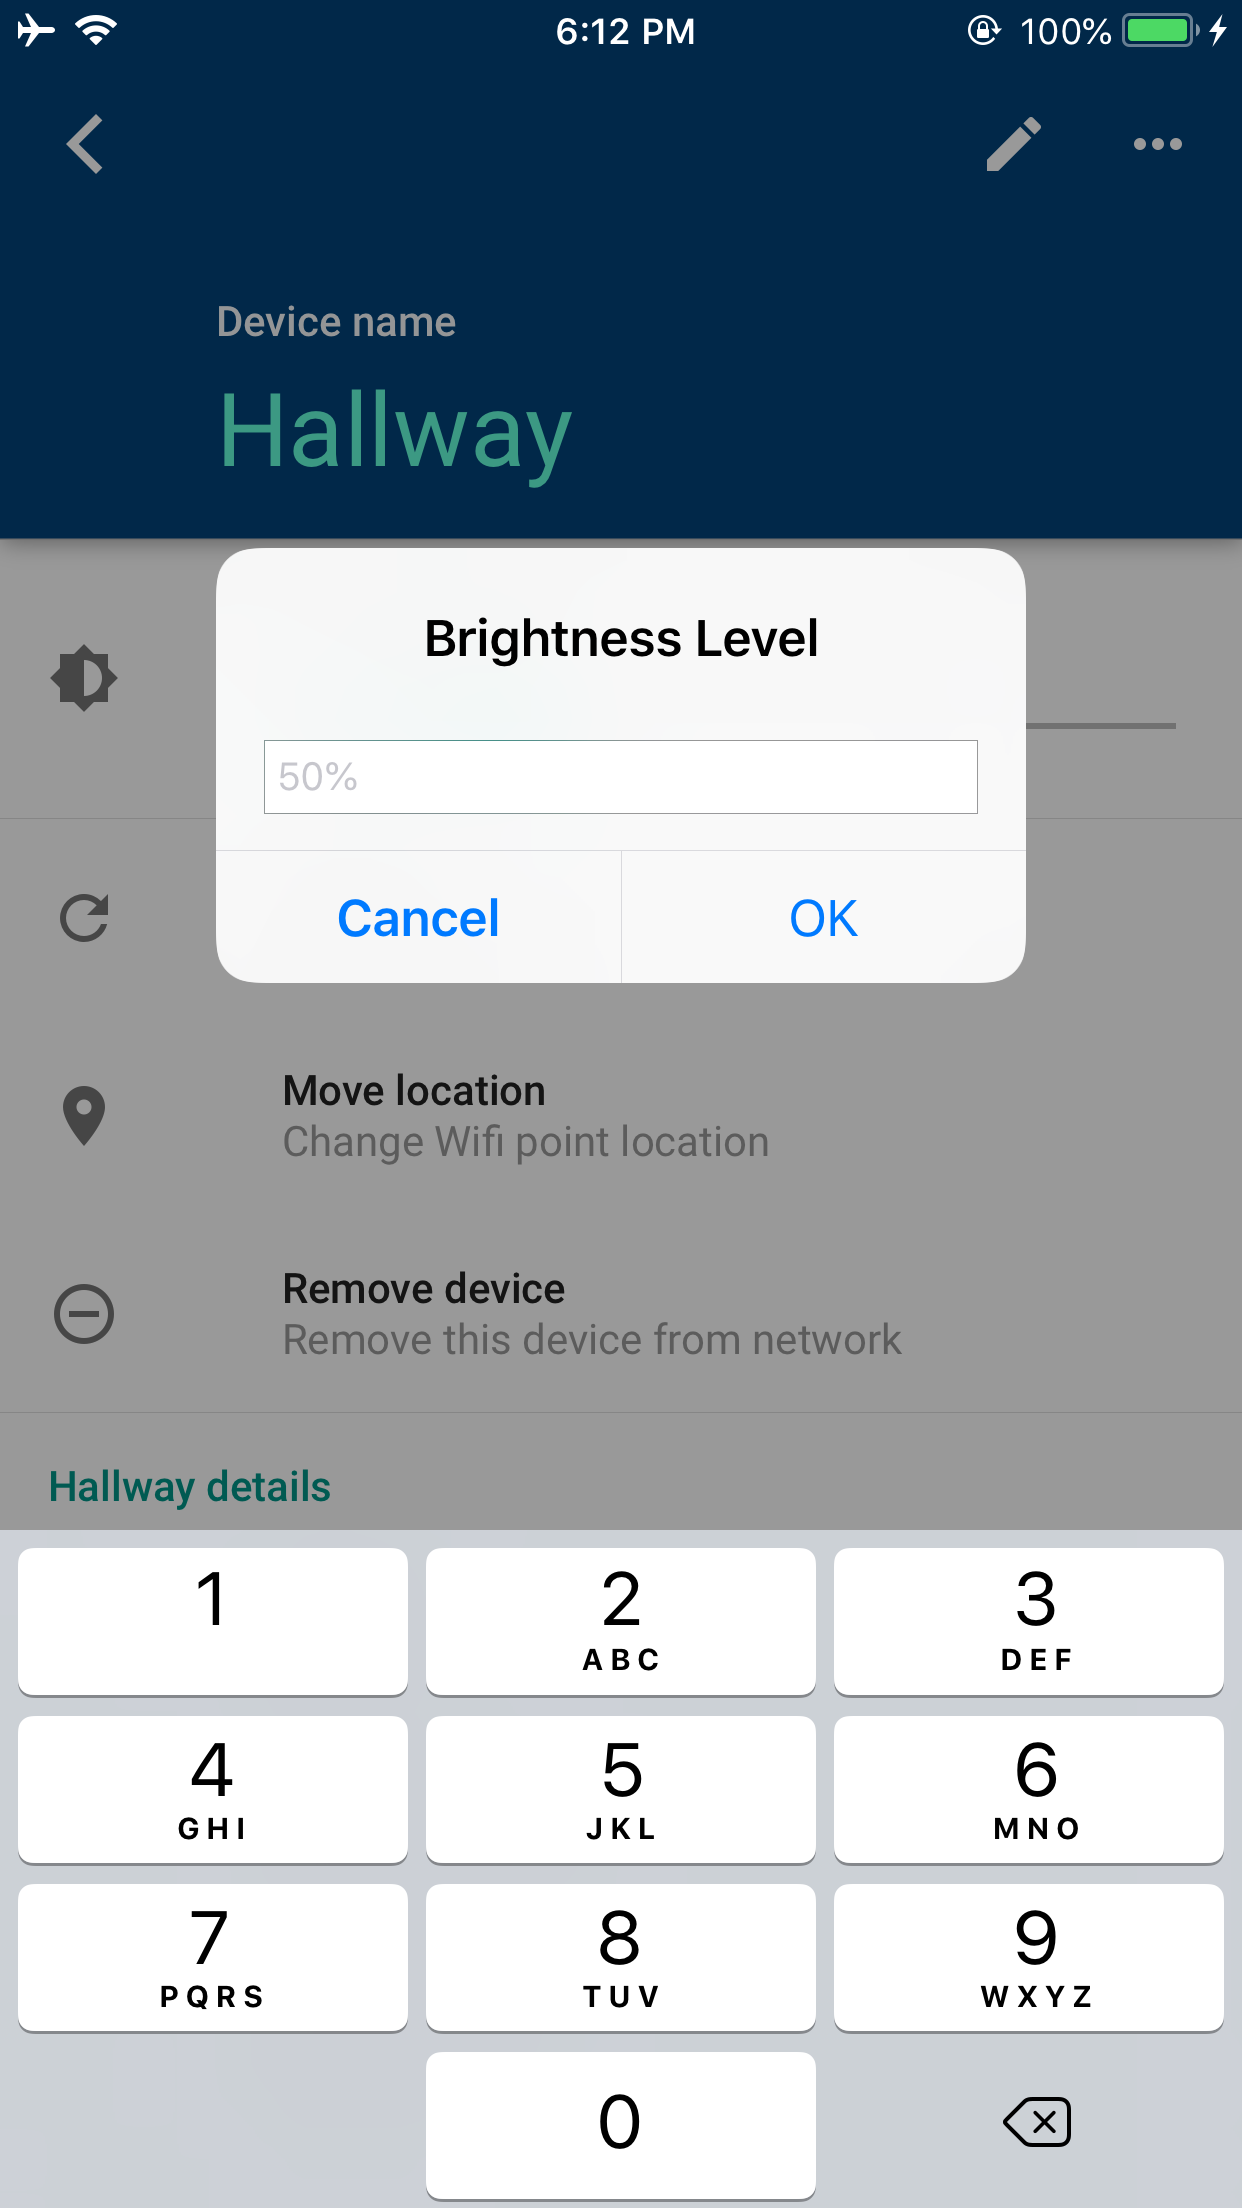 6:12 PM
100%
Device name
Hallway
Brightness Level
50%
Cancel
OK
Move location
Change Wifi point location
Remove device
Remove this device from network
Hallway details
1
2
ABC
3
DEF
4
GHI
5
JKL
6
MNO
7
PQRS
8
TUV
9
WXYZ
0